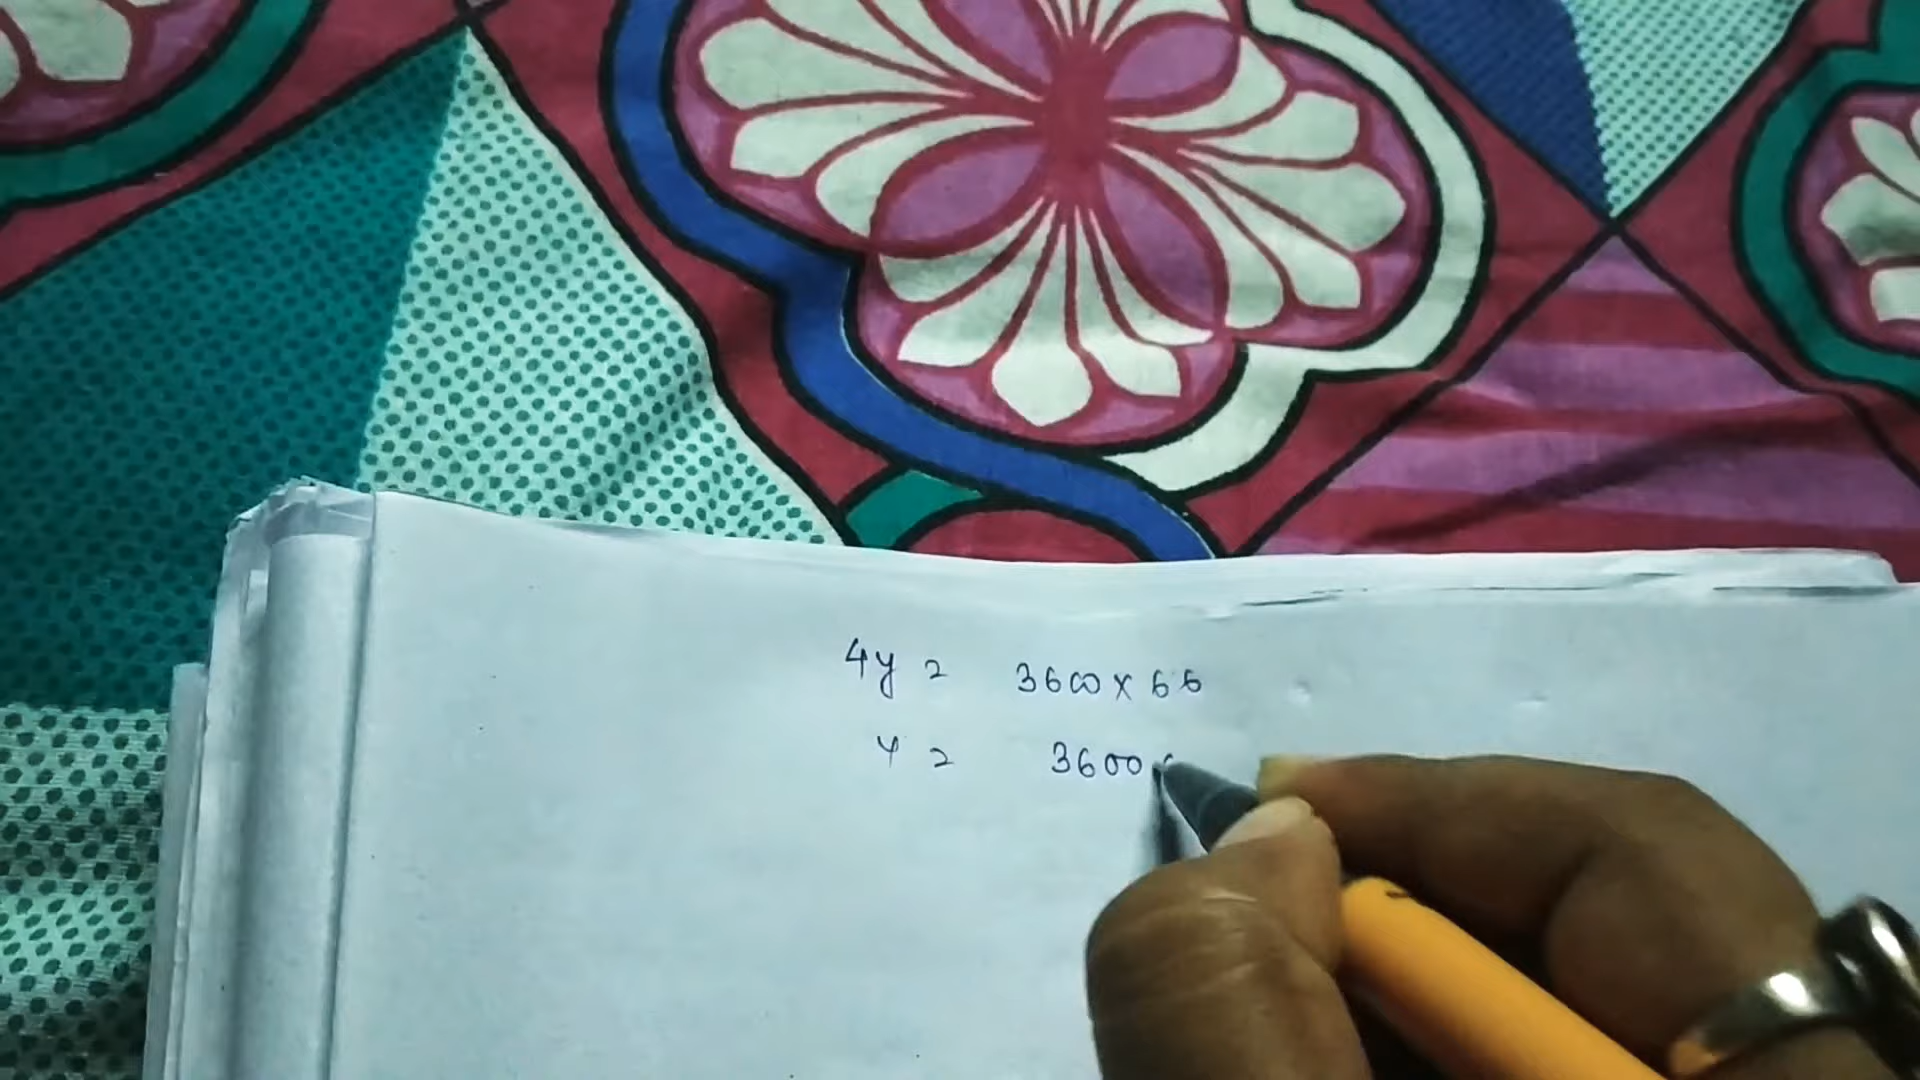 4y = 3600 x 66
y = 3600